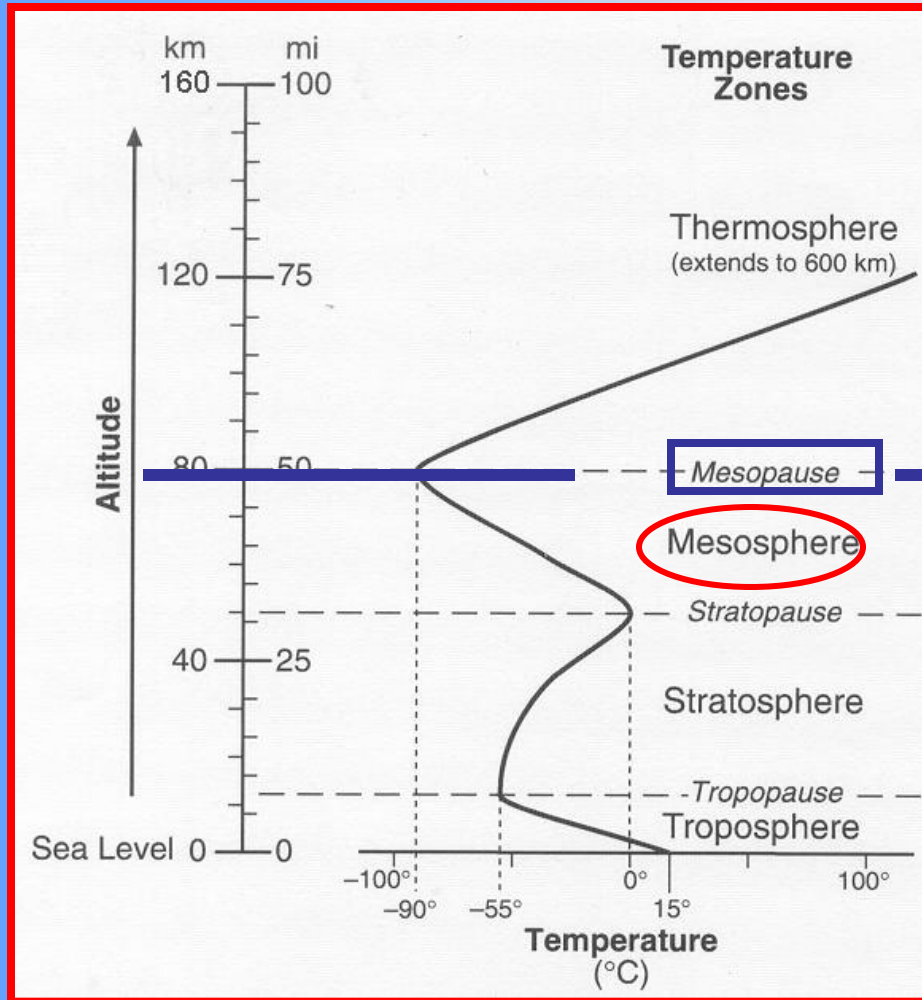 km mi
160 100
Temperature
Zones
Thermosphere
(extends to 600 km)
120 75
Altitude
80 50
Mesopause
Mesosphere
Stratopause
40 25
Stratosphere
Tropopause
Troposphere
Sea Level 0 0
–100° 0° 100°
–90° –55° 15°
Temperature
(°C)